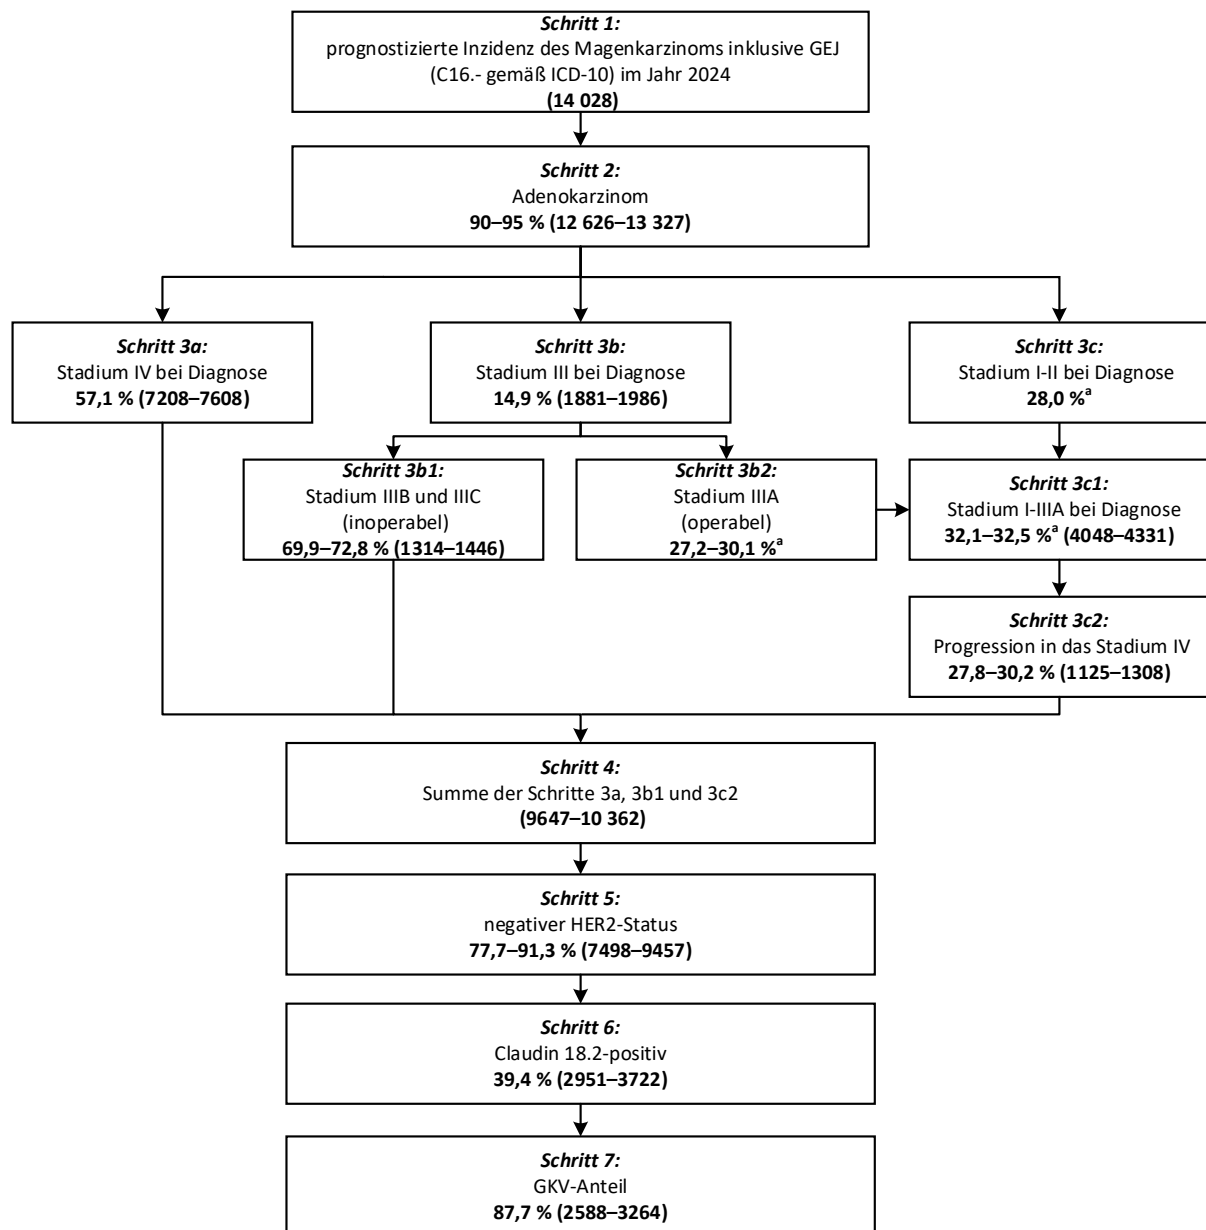 Schritt 1:
prognostizierte Inzidenz des Magenkarzinoms inklusive GEJ
(C16.- gemäß ICD-10) im Jahr 2024
(14 028)
Schritt 2:
Adenokarzinom
90–95 % (12 626–13 327)
Schritt 3a:
Stadium IV bei Diagnose
57,1 % (7208–7608)
Schritt 3b:
Stadium III bei Diagnose
14,9 % (1881–1986)
Schritt 3c:
Stadium I-II bei Diagnose
28,0 %ᵃ
Schritt 3b1:
Stadium IIIB und IIIC
(inoperabel)
69,9–72,8 % (1314–1446)
Schritt 3b2:
Stadium IIIA
(operabel)
27,2–30,1 %ᵃ
Schritt 3c1:
Stadium I-IIIA bei Diagnose
32,1–32,5 %ᵃ (4048–4331)
Schritt 3c2:
Progression in das Stadium IV
27,8–30,2 % (1125–1308)
Schritt 4:
Summe der Schritte 3a, 3b1 und 3c2
(9647–10 362)
Schritt 5:
negativer HER2-Status
77,7–91,3 % (7498–9457)
Schritt 6:
Claudin 18.2-positiv
39,4 % (2951–3722)
Schritt 7:
GKV-Anteil
87,7 % (2588–3264)